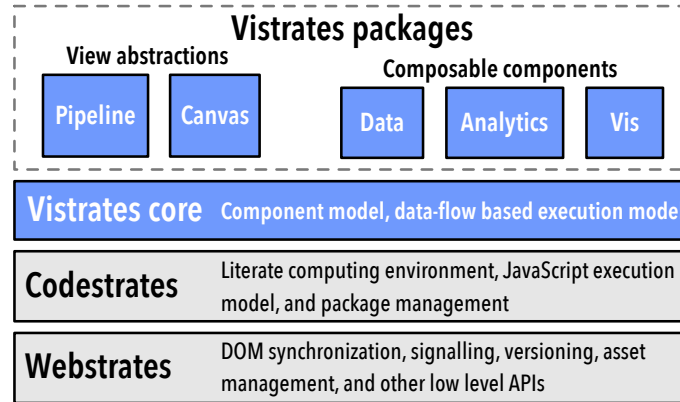 Vistrates packages
View abstractions
Composable components
Pipeline
Canvas
Data
Analytics
Vis
Vistrates core
Component model, data-flow based execution mode
Codestrates
Literate computing environment, JavaScript execution
model, and package management
Webstrates
DOM synchronization, signalling, versioning, asset
management, and other low level APIs